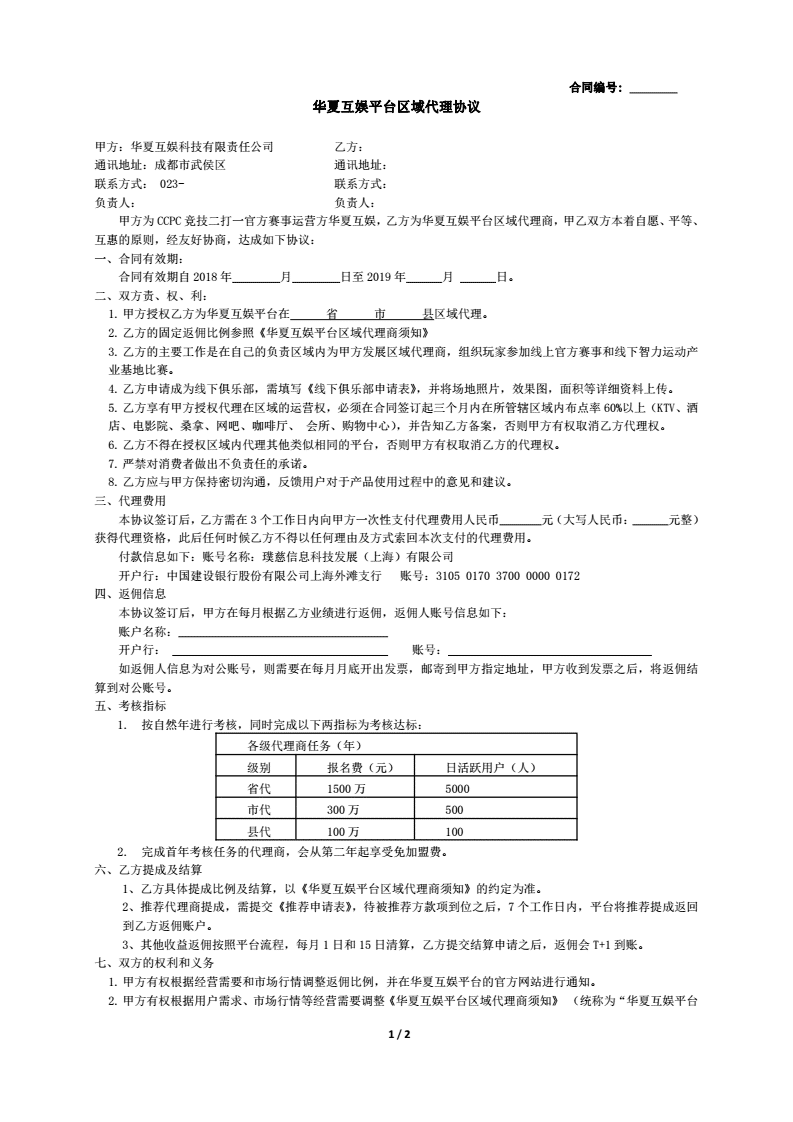 合同编号：________
华夏互娱平台区域代理协议
甲方：华夏互娱科技有限责任公司 乙方：
通讯地址：成都市武侯区 通讯地址：
联系方式： 023- 联系方式：
负责人： 负责人：
甲方为 CCPC 竞技二打一官方赛事运营方华夏互娱，乙方为华夏互娱平台区域代理商，甲乙双方本着自愿、平等、
互惠的原则，经友好协商，达成如下协议：
一、合同有效期：
合同有效期自 2018 年________月________日至 2019 年______月 ______日。
二、双方责、权、利：
1. 甲方授权乙方为华夏互娱平台在______省______市______县区域代理。
2. 乙方的固定返佣比例参照《华夏互娱平台区域代理商须知》
3. 乙方的主要工作是在自己的负责区域内为甲方发展区域代理商，组织玩家参加线上官方赛事和线下智力运动产
业基地比赛。
4. 乙方申请成为线下俱乐部，需填写《线下俱乐部申请表》，并将场地照片，效果图，面积等详细资料上传。
5. 乙方享有甲方授权代理在区域的运营权，必须在合同签订起三个月内在所管辖区域内布点率 60%以上（KTV、酒
店、电影院、桑拿、网吧、咖啡厅、 会所、购物中心），并告知乙方备案，否则甲方有权取消乙方代理权。
6. 乙方不得在授权区域内代理其他类似相同的平台，否则甲方有权取消乙方的代理权。
7. 严禁对消费者做出不负责任的承诺。
8. 乙方应与甲方保持密切沟通，反馈用户对于产品使用过程中的意见和建议。
三、代理费用
本协议签订后，乙方需在 3 个工作日内向甲方一次性支付代理费用人民币_______元（大写人民币：______元整）
获得代理资格，此后任何时候乙方不得以任何理由及方式索回本次支付的代理费用。
付款信息如下：账号名称：璞慈信息科技发展（上海）有限公司
开户行：中国建设银行股份有限公司上海外滩支行 账号：3105 0170 3700 0000 0172
四、返佣信息
本协议签订后，甲方在每月根据乙方业绩进行返佣，返佣人账号信息如下：
账户名称：___________________________________
开户行： ____________________________________ 账号：__________________________________
如返佣人信息为对公账号，则需要在每月月底开出发票，邮寄到甲方指定地址，甲方收到发票之后，将返佣结
算到对公账号。
五、考核指标
1. 按自然年进行考核，同时完成以下两指标为考核达标：
各级代理商任务（年）
级别 报名费（元） 日活跃用户（人）
省代 1500 万 5000
市代 300 万 500
县代 100 万 100
2. 完成首年考核任务的代理商，会从第二年起享受免加盟费。
六、乙方提成及结算
1、乙方具体提成比例及结算，以《华夏互娱平台区域代理商须知》的约定为准。
2、推荐代理商提成，需提交《推荐申请表》，待被推荐方款项到位之后，7 个工作日内，平台将推荐提成返回
到乙方返佣账户。
3、其他收益返佣按照平台流程，每月 1 日和 15 日清算，乙方提交结算申请之后，返佣会 T+1 到账。
七、双方的权利和义务
1. 甲方有权根据经营需要和市场行情调整返佣比例，并在华夏互娱平台的官方网站进行通知。
2. 甲方有权根据用户需求、市场行情等经营需要调整《华夏互娱平台区域代理商须知》 （统称为“华夏互娱平台
1 / 2